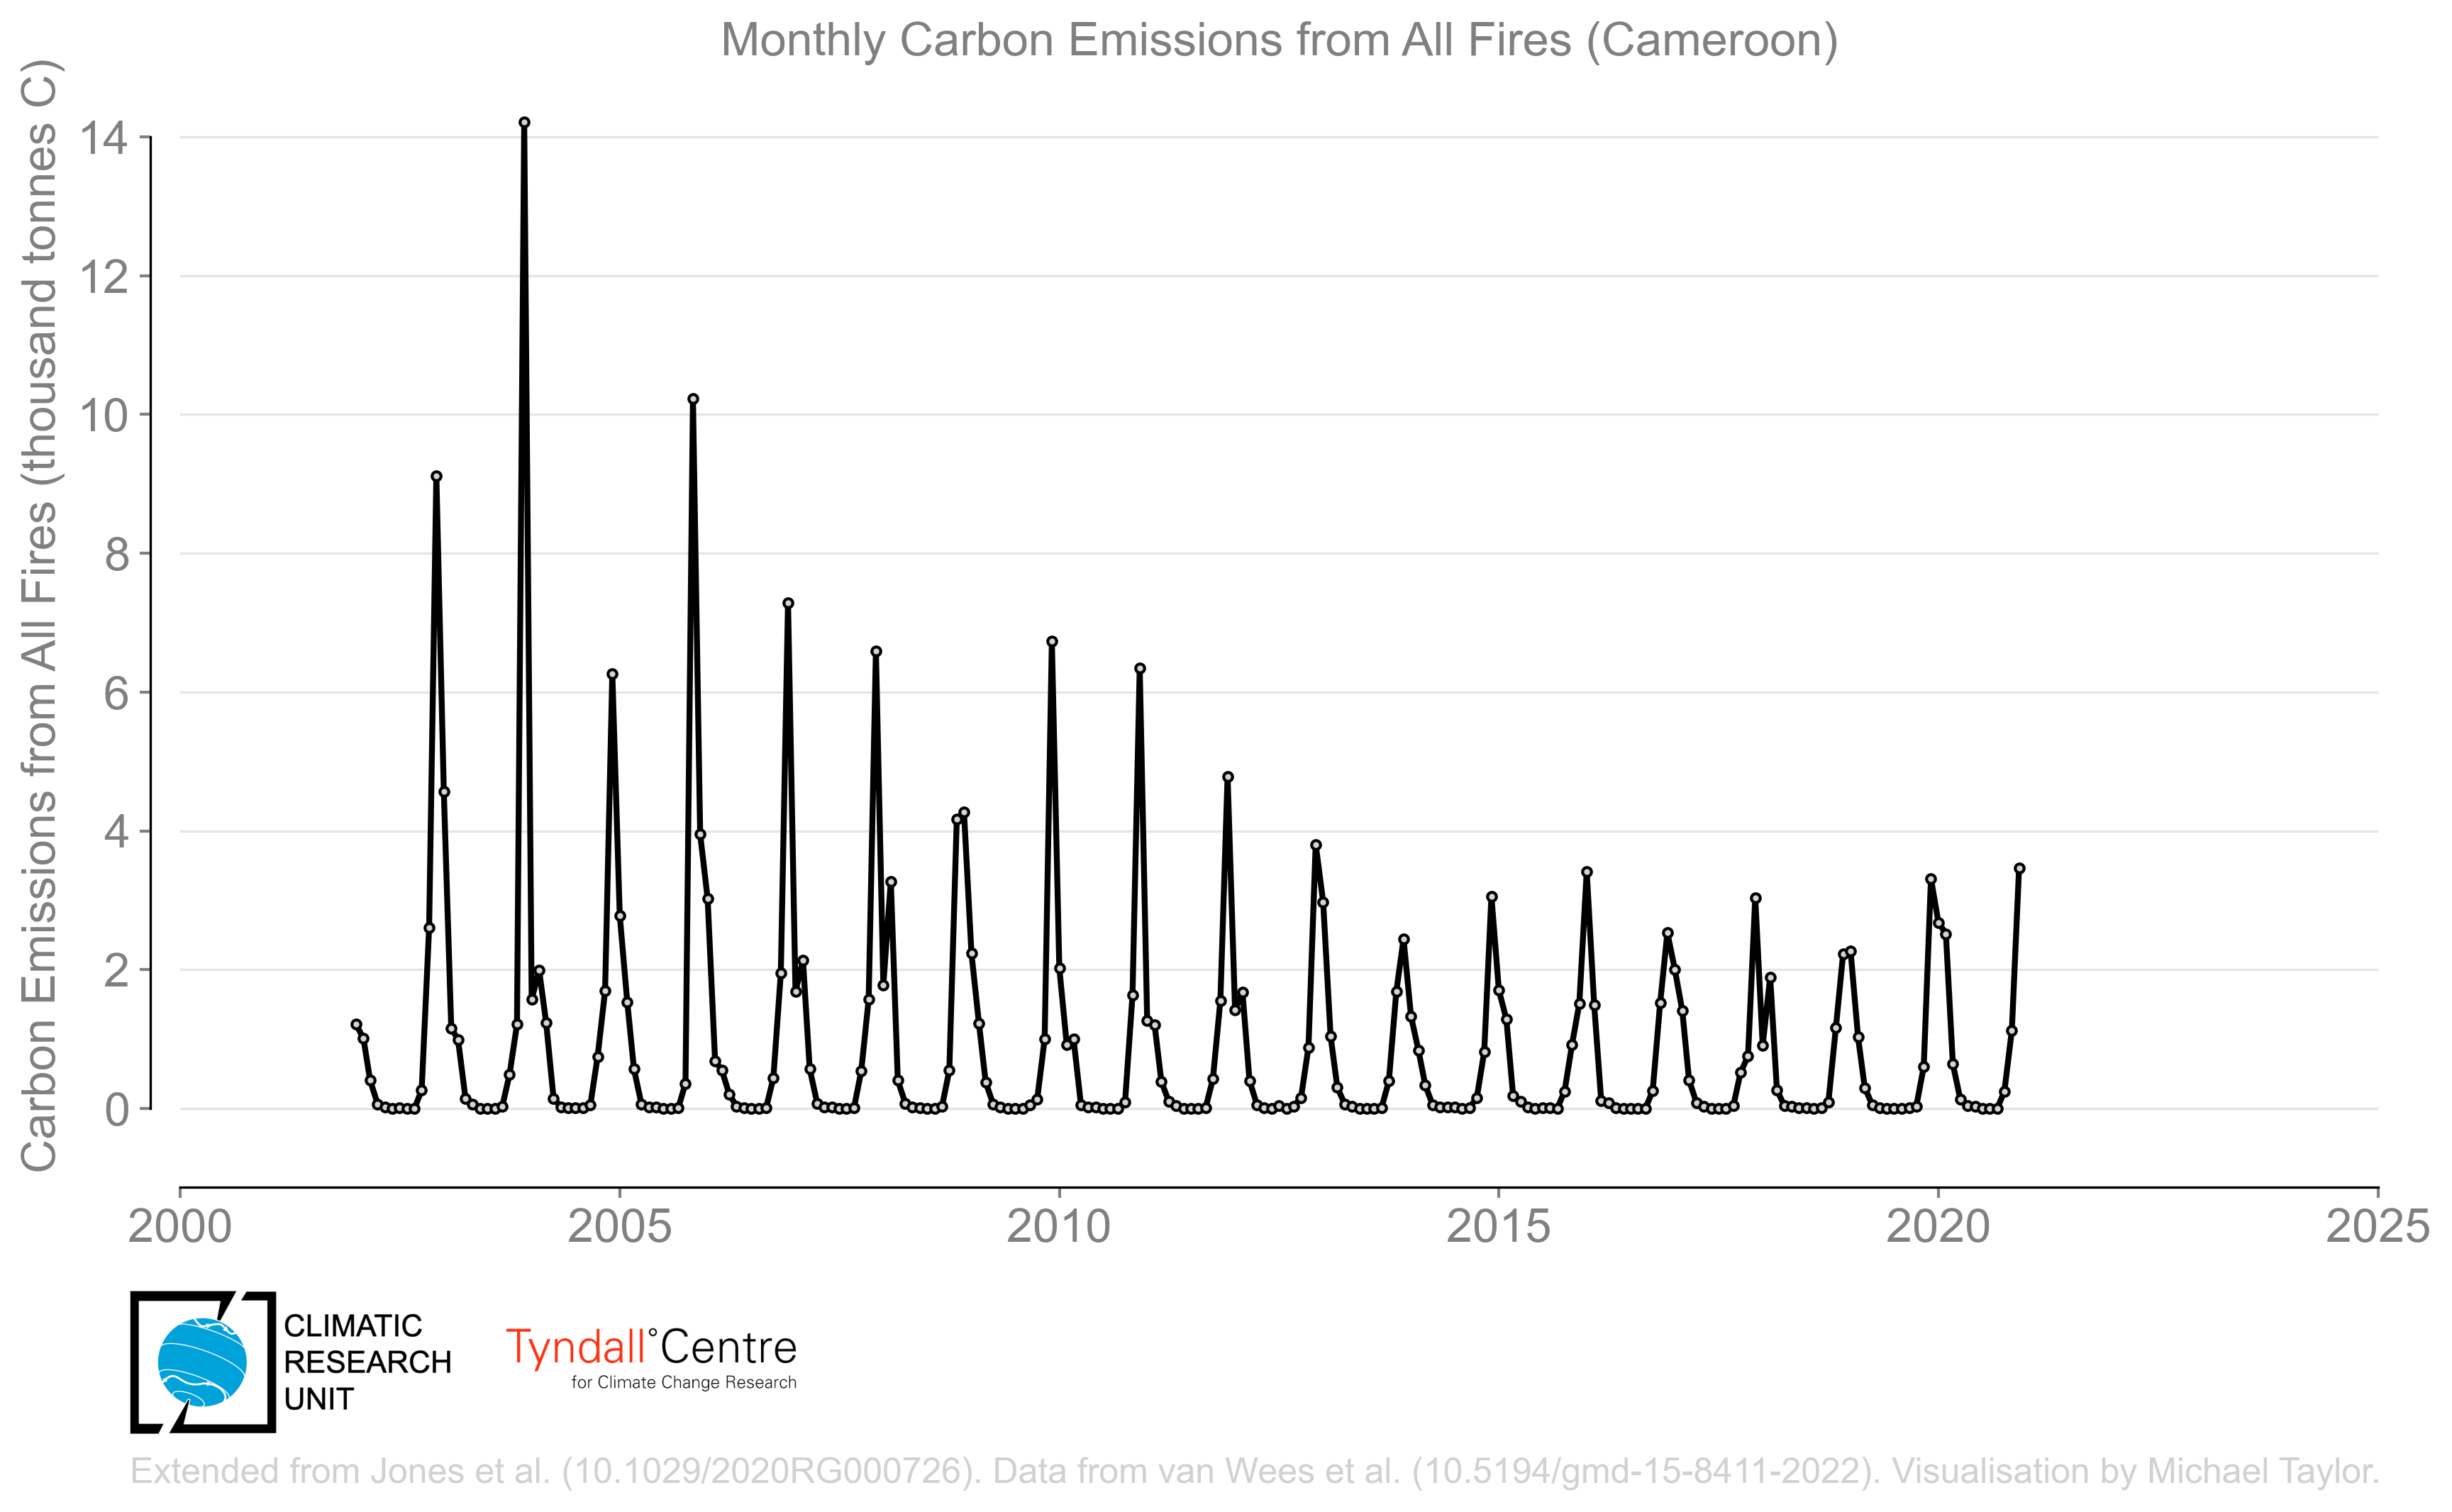 Monthly Carbon Emissions from All Fires (Cameroon)
Carbon Emissions from All Fires (thousand tonnes C)
14
12
10
8
6
4
2
0
2000 2005 2010 2015 2020 2025
CLIMATIC
RESEARCH
UNIT
Tyndall°Centre
for Climate Change Research
Extended from Jones et al. (10.1029/2020RG000726). Data from van Wees et al. (10.5194/gmd-15-8411-2022). Visualisation by Michael Taylor.